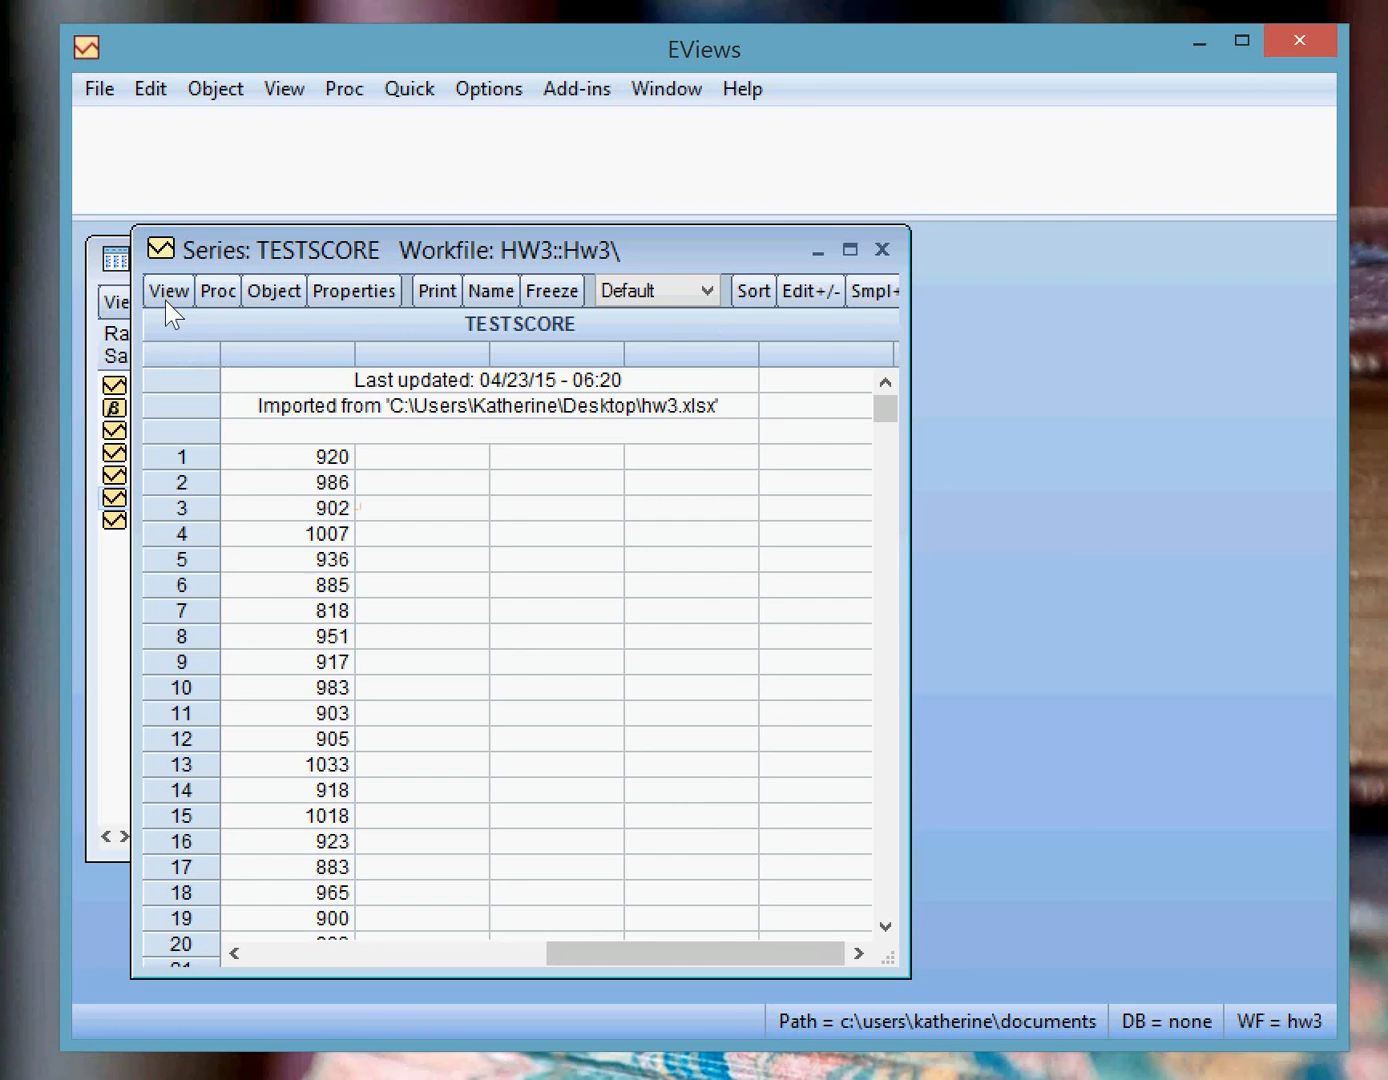 EViews
File Edit Object View Proc Quick Options Add-ins Window Help
Series: TESTSCORE Workfile: HW3::Hw3\
View Proc Object Properties Print Name Freeze Default Sort Edit+/- Smpl+
Vie
Ra
Sa
TESTSCORE
Last updated: 04/23/15 - 06:20
Imported from 'C:\Users\Katherine\Desktop\hw3.xlsx'
1 920
2 986
3 902
4 1007
5 936
6 885
7 818
8 951
9 917
10 983
11 903
12 905
13 1033
14 918
15 1018
16 923
17 883
18 965
19 900
20
Path = c:\users\katherine\documents DB = none WF = hw3